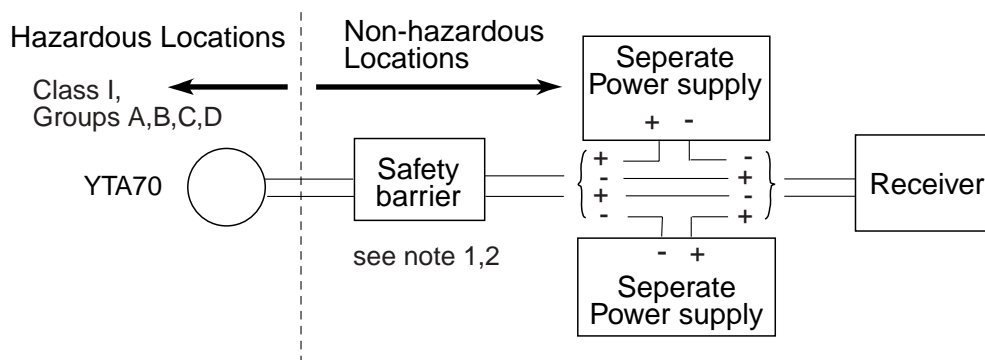 Hazardous Locations
Class I,
Groups A,B,C,D
Non-hazardous
Locations
YTA70
Safety
barrier
see note 1,2
Seperate
Power supply
+ -
+ -
- +
+ -
- +
- +
Seperate
Power supply
Receiver